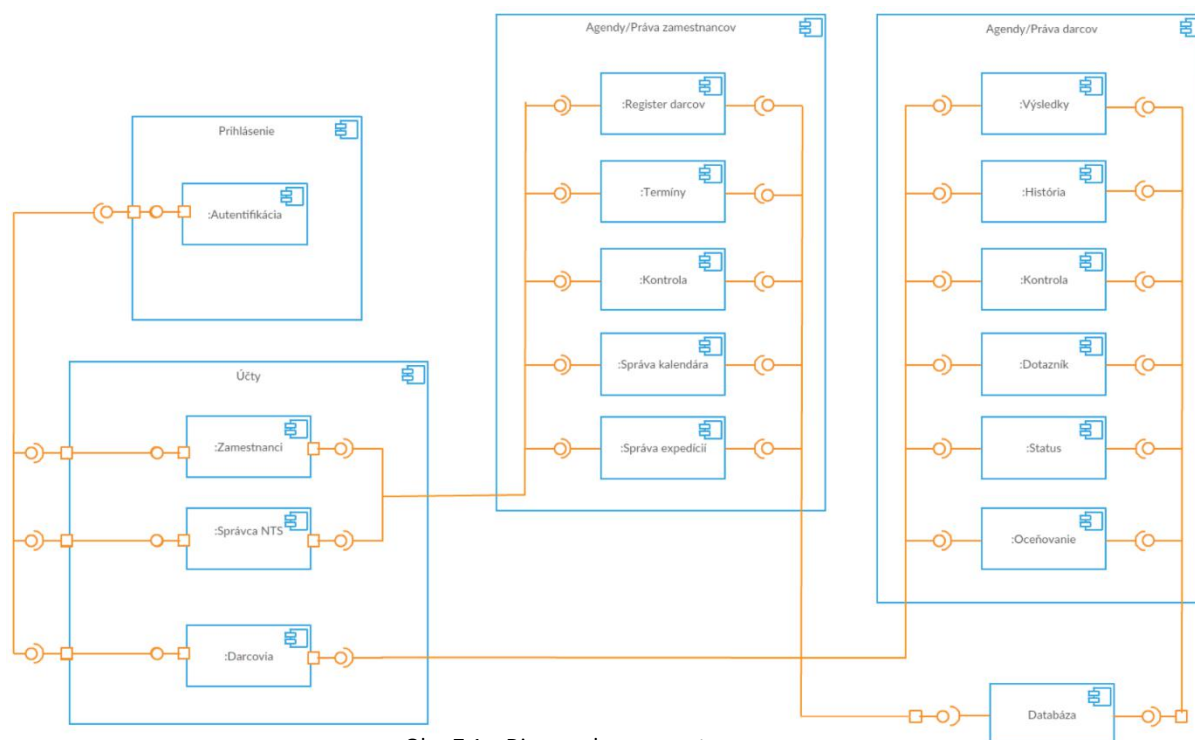 Agendy/Práva zamestnancov
:Register darcov
:Termíny
:Kontrola
:Správa kalendára
:Správa expedícií
Agendy/Práva darcov
:Výsledky
:História
:Kontrola
:Dotazník
:Status
:Oceňovanie
Prihlásenie
:Autentifikácia
Účty
:Zamestnanci
:Správca NTS
:Darcovia
Databáza